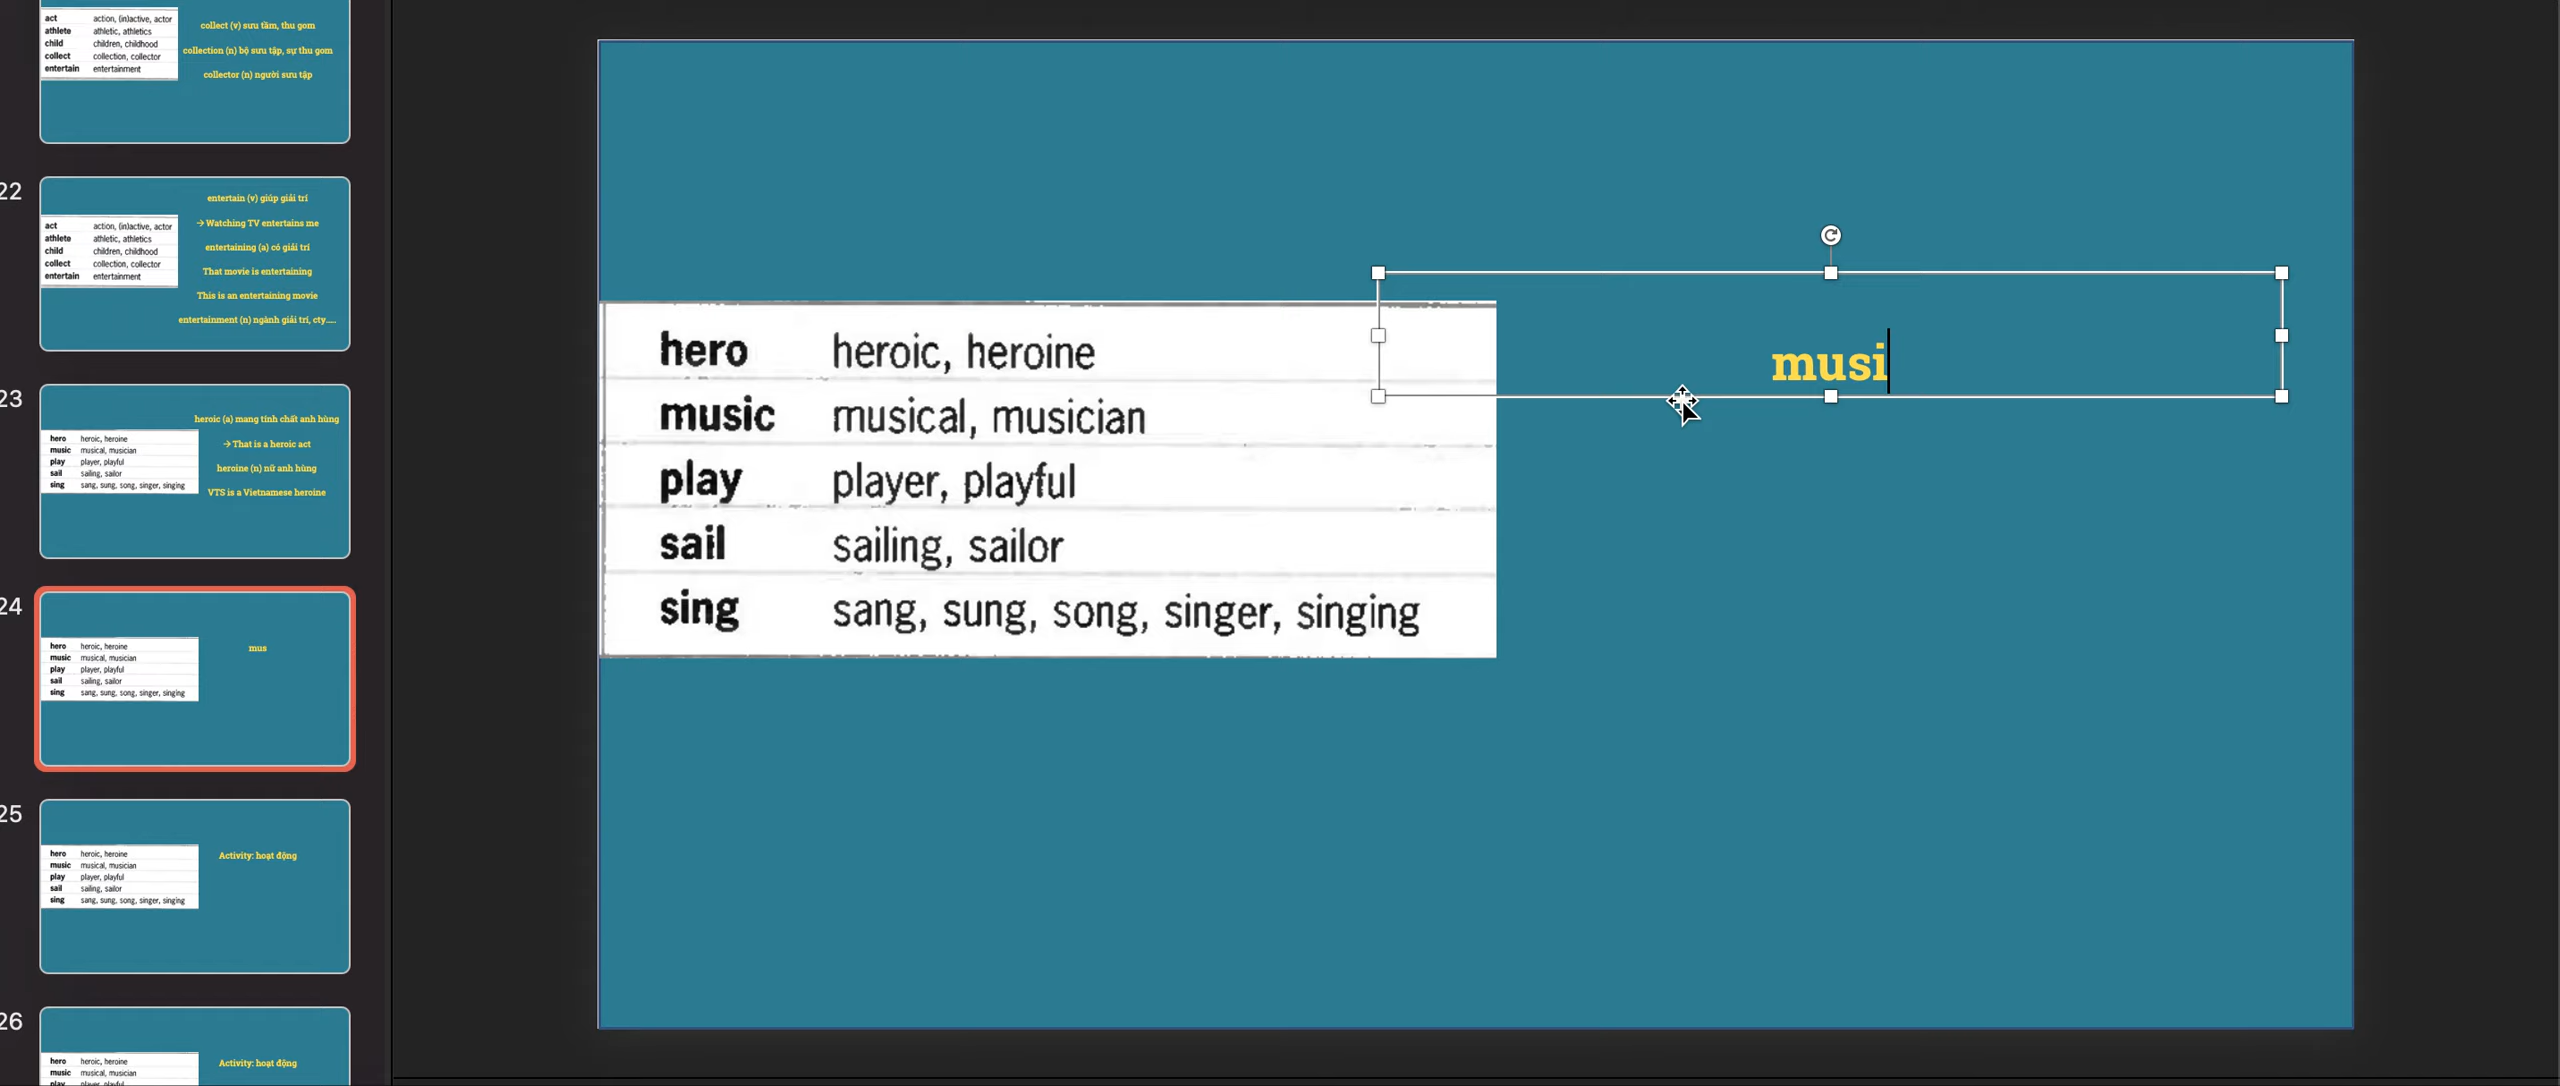 act action, (in)active, actor
athlete athletic, athletics
child children, childhood
collect collection, collector
entertain entertainment
collect (v) sưu tầm, thu gom
collection (n) bộ sưu tập, sự thu gom
collector (n) người sưu tập
22
act action, (in)active, actor
athlete athletic, athletics
child children, childhood
collect collection, collector
entertain entertainment
entertain (v) giúp giải trí
→ Watching TV entertains me
entertaining (a) có giải trí
That movie is entertaining
This is an entertaining movie
entertainment (n) ngành giải trí, cty.....
23
heroic (a) mang tính chất anh hùng
→ That is a heroic act
heroine (n) nữ anh hùng
VTS is a Vietnamese heroine
hero heroic, heroine
music musical, musician
play player, playful
sail sailing, sailor
sing sang, sung, song, singer, singing
24
hero heroic, heroine
music musical, musician
play player, playful
sail sailing, sailor
sing sang, sung, song, singer, singing
mus
25
hero heroic, heroine
music musical, musician
play player, playful
sail sailing, sailor
sing sang, sung, song, singer, singing
Activity: hoạt động
26
hero heroic, heroine
music musical, musician
play player, playful
Activity: hoạt động
hero heroic, heroine
music musical, musician
play player, playful
sail sailing, sailor
sing sang, sung, song, singer, singing
musi